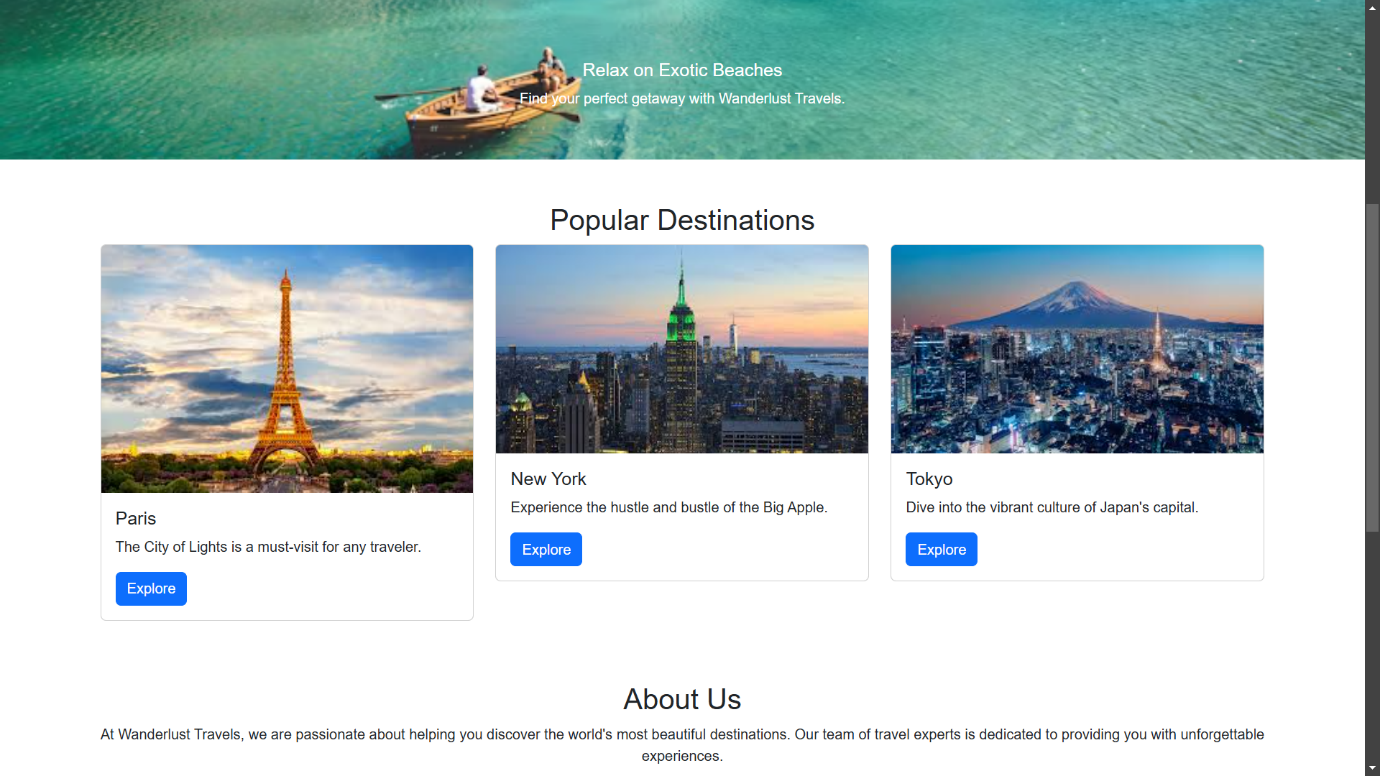 Relax on Exotic Beaches
Find your perfect getaway with Wanderlust Travels.
Popular Destinations
Paris
The City of Lights is a must-visit for any traveler.
Explore
New York
Experience the hustle and bustle of the Big Apple.
Explore
Tokyo
Dive into the vibrant culture of Japan's capital.
Explore
About Us
At Wanderlust Travels, we are passionate about helping you discover the world's most beautiful destinations. Our team of travel experts is dedicated to providing you with unforgettable
experiences.